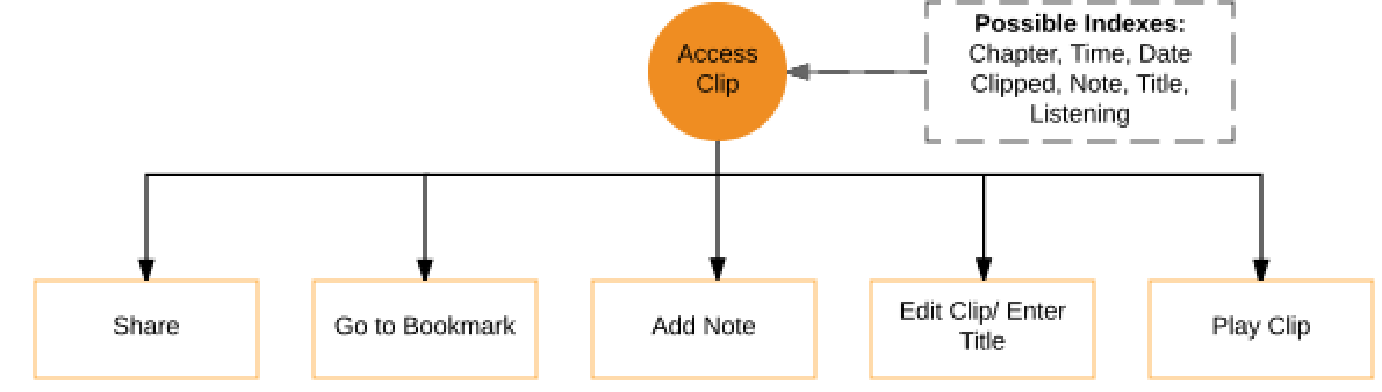 Access
Clip
Possible Indexes:
Chapter, Time, Date
Clipped, Note, Title,
Listening
Share
Go to Bookmark
Add Note
Edit Clip/ Enter
Title
Play Clip